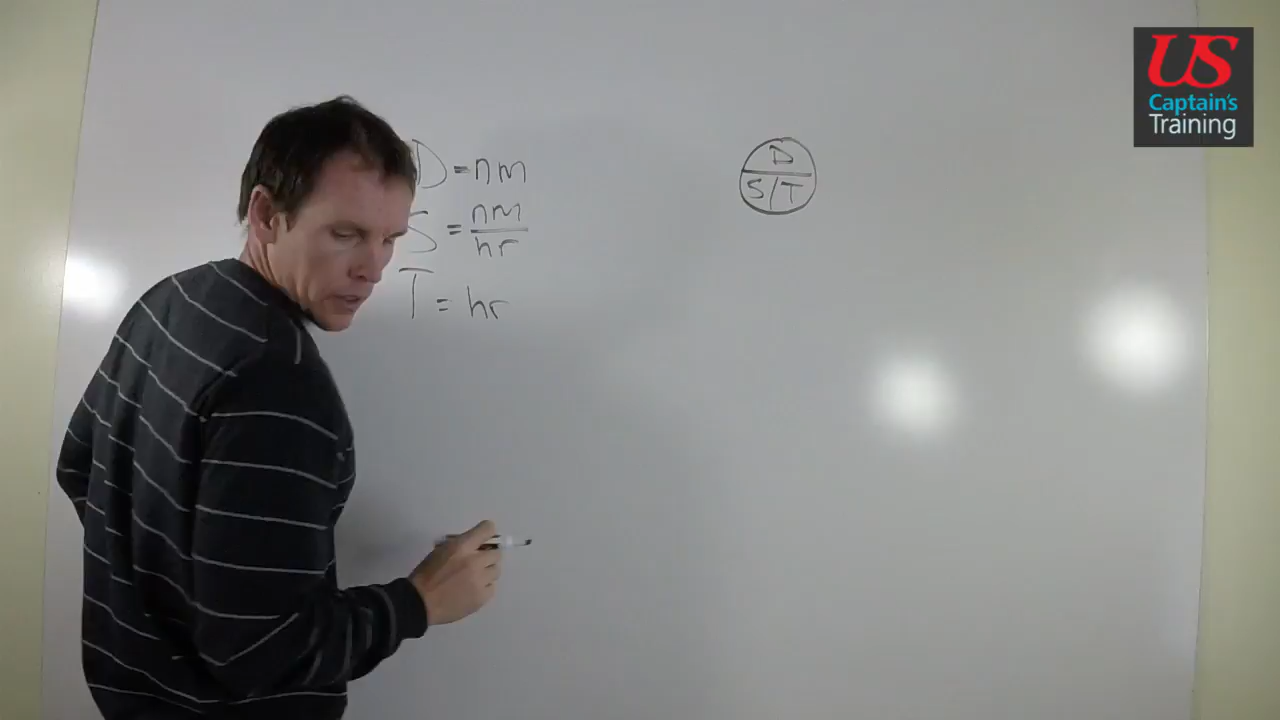 D = nm
S = nm
hr
T = hr
D
S/T
US
Captain's
Training